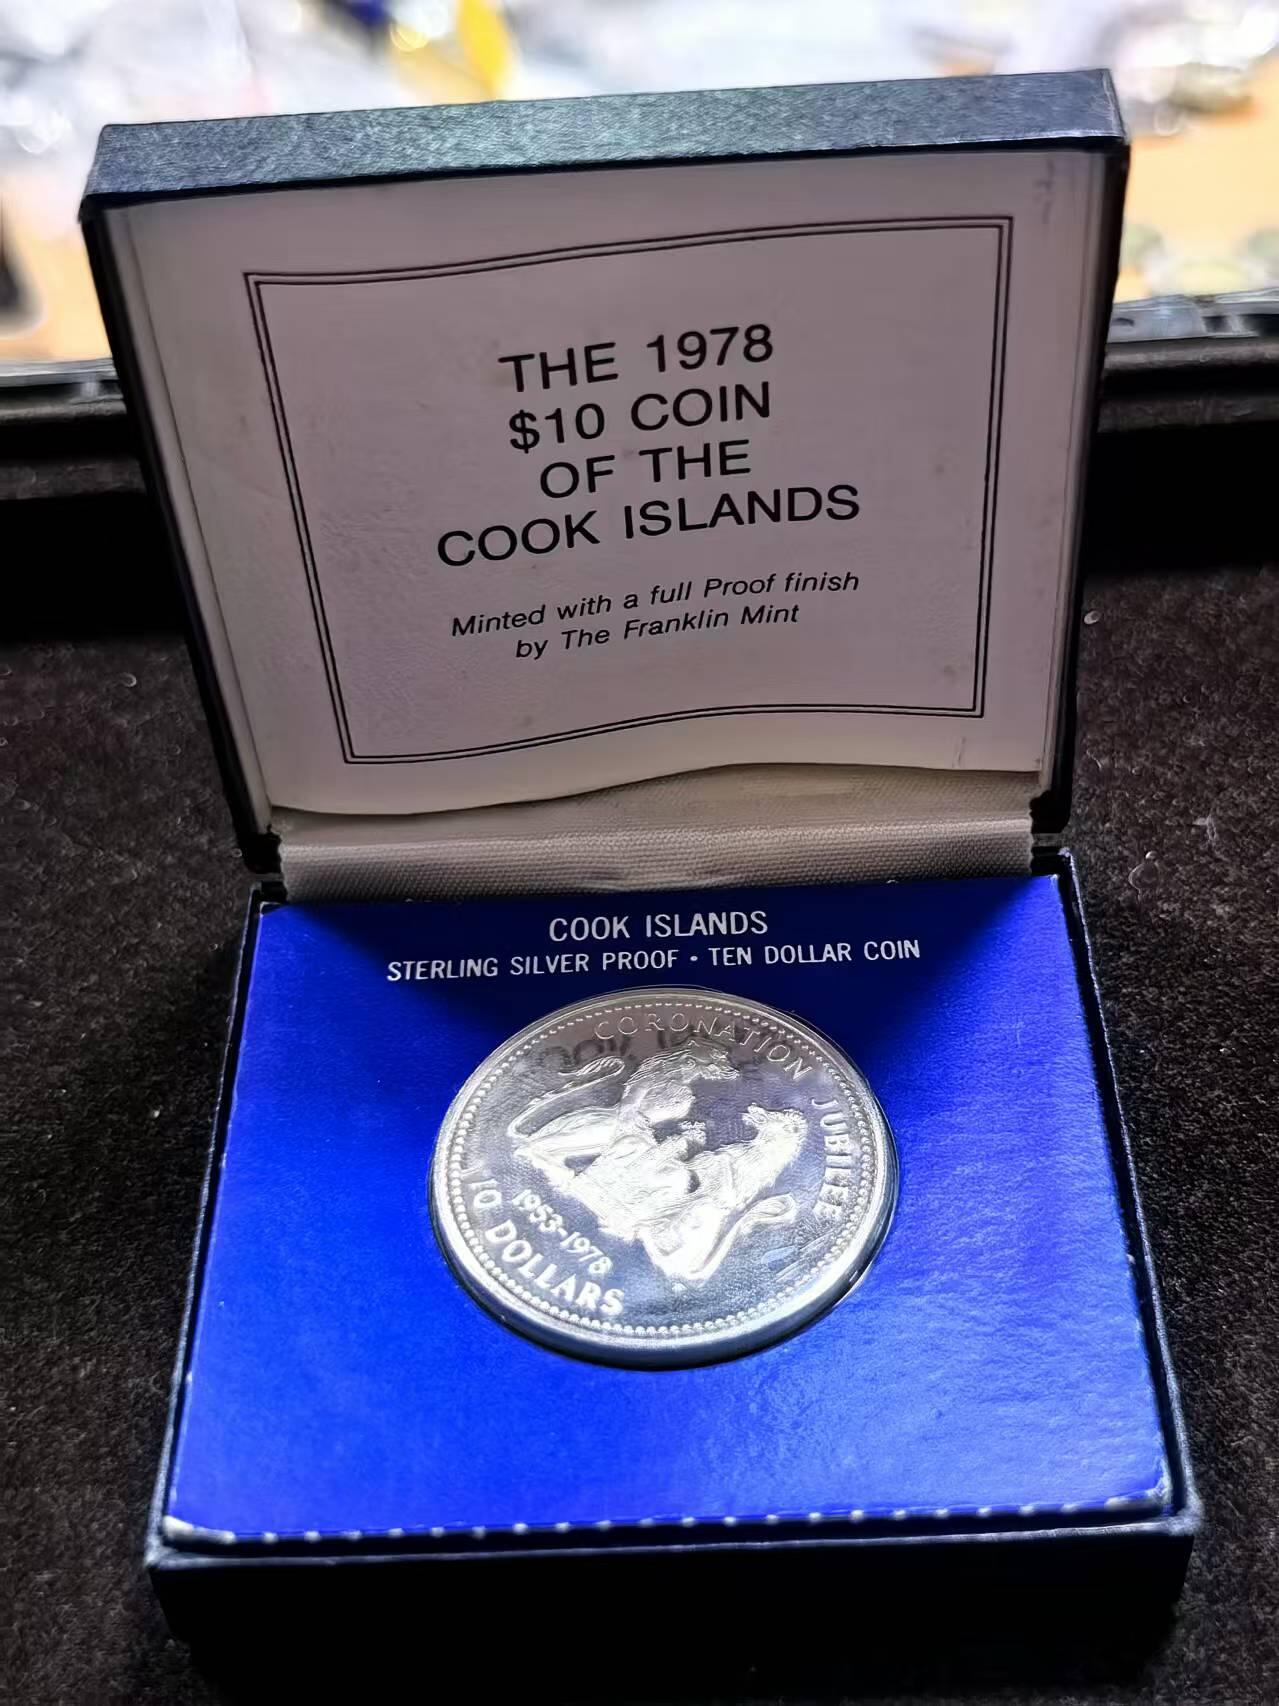 THE 1978
$10 COIN
OF THE
COOK ISLANDS
Minted with a full Proof finish
by The Franklin Mint
COOK ISLANDS
STERLING SILVER PROOF • TEN DOLLAR COIN
CORONATION JUBILEE
1953-1978
10 DOLLARS